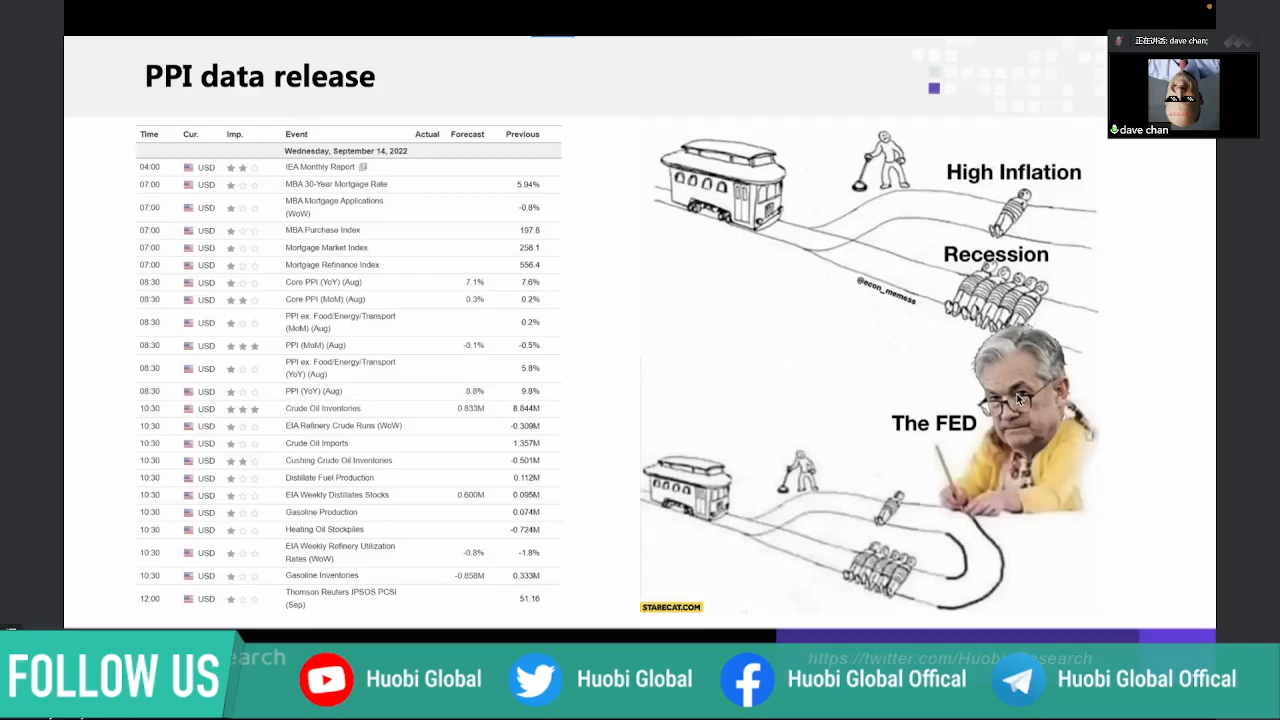 正在讲话: dave chan;
dave chan
PPI data release
Time Cur. Imp. Event Actual Forecast Previous
Wednesday, September 14, 2022
04:00 USD IEA Monthly Report
07:00 USD MBA 30-Year Mortgage Rate 5.94%
07:00 USD MBA Mortgage Applications (WoW) -0.8%
07:00 USD MBA Purchase Index 197.8
07:00 USD Mortgage Market Index 258.1
07:00 USD Mortgage Refinance Index 556.4
08:30 USD Core PPI (YoY) (Aug) 7.1% 7.6%
08:30 USD Core PPI (MoM) (Aug) 0.3% 0.2%
08:30 USD PPI ex. Food/Energy/Transport (MoM) (Aug) 0.2%
08:30 USD PPI (MoM) (Aug) -0.1% -0.5%
08:30 USD PPI ex. Food/Energy/Transport (YoY) (Aug) 5.8%
08:30 USD PPI (YoY) (Aug) 8.8% 9.8%
10:30 USD Crude Oil Inventories 0.833M 8.844M
10:30 USD EIA Refinery Crude Runs (WoW) -0.309M
10:30 USD Crude Oil Imports 1.357M
10:30 USD Cushing Crude Oil Inventories -0.501M
10:30 USD Distillate Fuel Production 0.112M
10:30 USD EIA Weekly Distillates Stocks 0.600M 0.095M
10:30 USD Gasoline Production 0.074M
10:30 USD Heating Oil Stockpiles -0.724M
10:30 USD EIA Weekly Refinery Utilization Rates (WoW) -0.8% -1.8%
10:30 USD Gasoline Inventories -0.858M 0.333M
12:00 USD Thomson Reuters IPSOS PCSI (Sep) 51.16
High Inflation
Recession
@econ_memess
The FED
STARECAT.COM
https://twitter.com/Huobi_Research
FOLLOW US
Huobi Global
Huobi Global
Huobi Global Offical
Huobi Global Offical